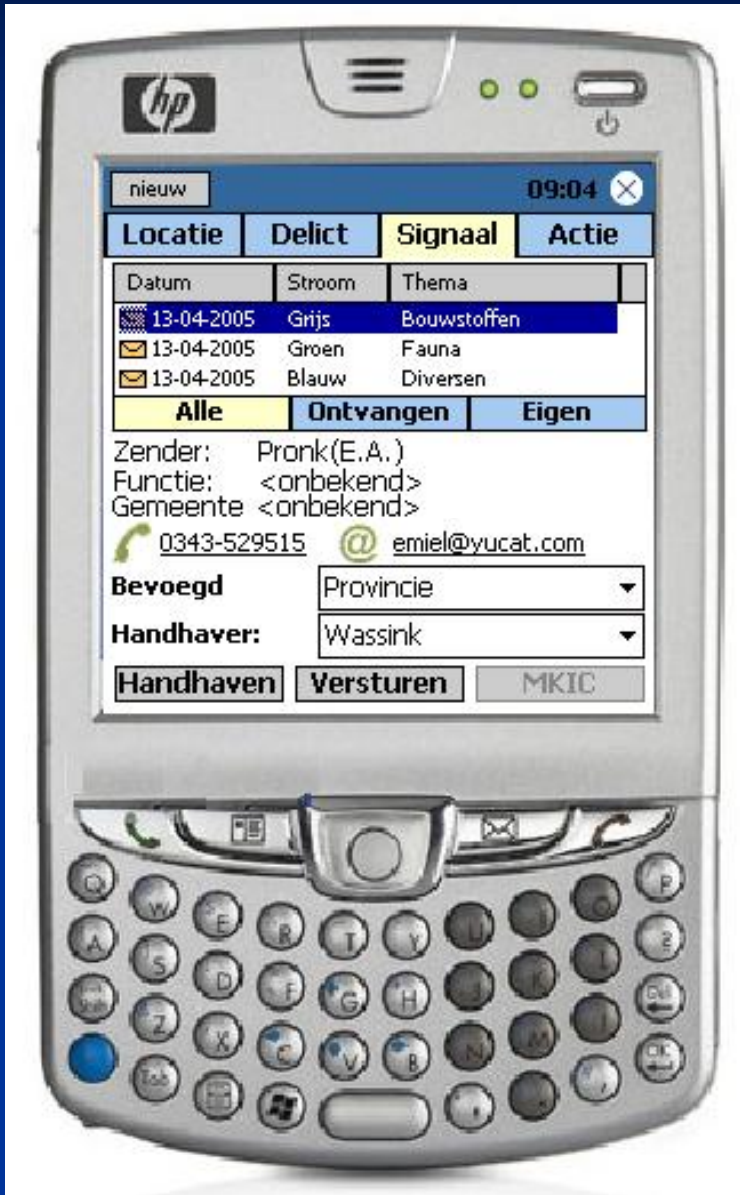 hp
nieuw 09:04
Locatie Delict Signaal Actie
Datum Stroom Thema
13-04-2005 Grijs Bouwstoffen
13-04-2005 Groen Fauna
13-04-2005 Blauw Diversen
Alle Ontvangen Eigen
Zender: Pronk(E.A.)
Functie: <onbekend>
Gemeente <onbekend>
0343-529515 @ emiel@yucat.com
Bevoegd Provincie
Handhaver: Wassink
Handhaven Versturen MKIC
Q W E R T Y U I O P
A S D F G H J K L
Z X C V B N M
Tab